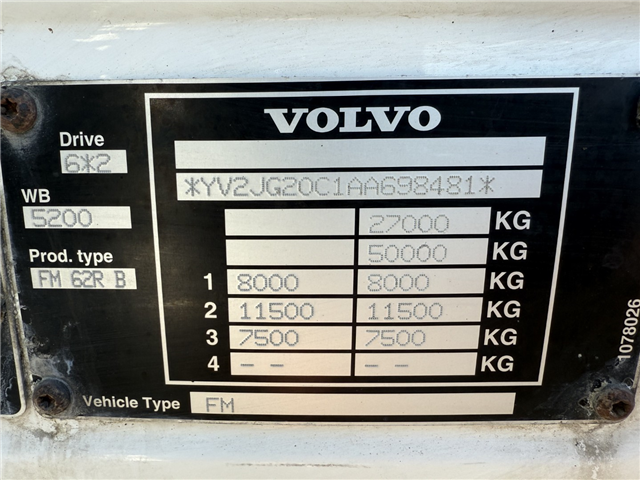 VOLVO
Drive
6*2
*YV2JG20C1AA698481*
WB
5200
27000 KG
50000 KG
Prod. type
FM 62R B
1 8000 8000 KG
2 11500 11500 KG
3 7500 7500 KG
4 -- -- KG
Vehicle Type FM
1078026